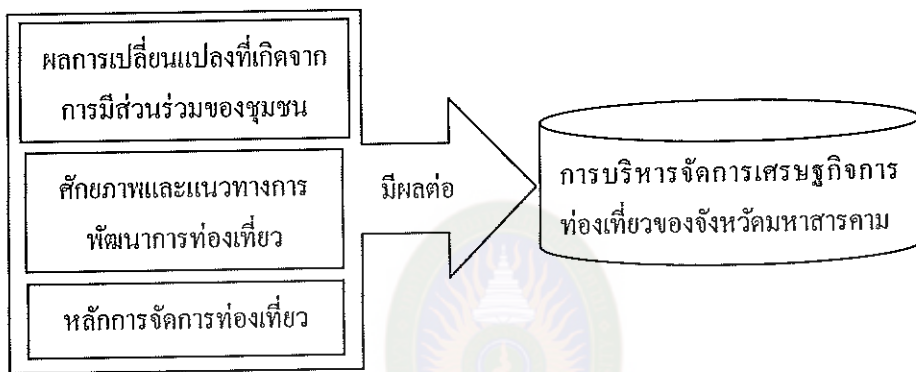 ผลการเปลี่ยนแปลงที่เกิดจาก
การมีส่วนร่วมของชุมชน
ศักยภาพและแนวทางการ
พัฒนาการท่องเที่ยว
หลักการจัดการท่องเที่ยว
มีผลต่อ
การบริหารจัดการเศรษฐกิจการ
ท่องเที่ยวของจังหวัดมหาสารคาม